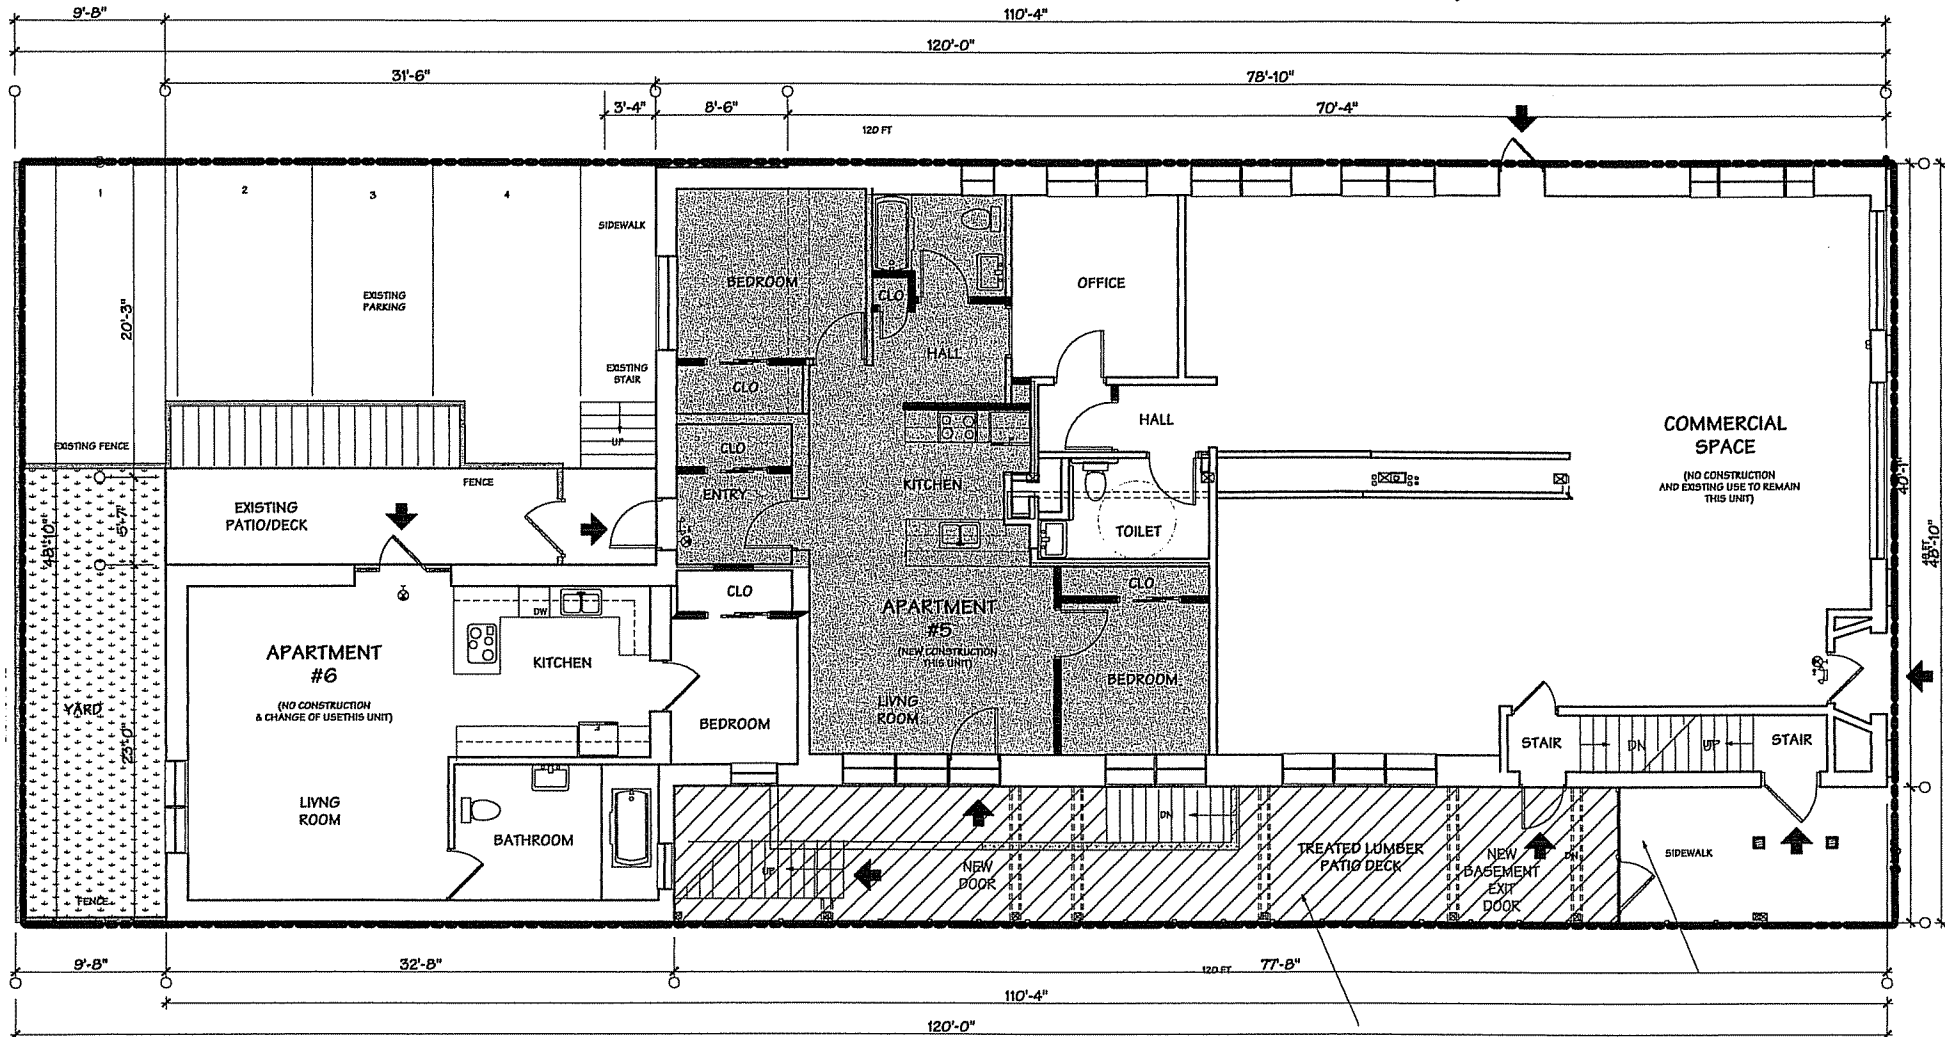 9'-8"
110'-4"
120'-0"
31'-6"
78'-10"
3'-4"
8'-6"
70'-4"
120 FT
1
2
3
4
SIDEWALK
EXISTING
PARKING
20'-3"
EXISTING
STAIR
UP
EXISTING FENCE
BEDROOM
CLO
HALL
CLO
CLO
ENTRY
KITCHEN
OFFICE
HALL
TOILET
COMMERCIAL
SPACE
(NO CONSTRUCTION
AND EXISTING USE TO REMAIN
THIS UNIT)
40'-1"
48'-10"
FENCE
EXISTING
PATIO/DECK
5'-7"
48'-10"
YARD
23'-0"
FENCE
APARTMENT
#6
(NO CONSTRUCTION
& CHANGE OF USETHIS UNIT)
DW
KITCHEN
LIVNG
ROOM
BATHROOM
CLO
BEDROOM
APARTMENT
#5
(NEW CONSTRUCTION
THIS UNIT)
LIVNG
ROOM
CLO
BEDROOM
STAIR
DN
UP
STAIR
DN
UP
NEW
DOOR
TREATED LUMBER
PATIO DECK
NEW
BASEMENT
EXIT
DOOR
DN
SIDEWALK
9'-8"
32'-8"
120 FT
77'-8"
110'-4"
120'-0"